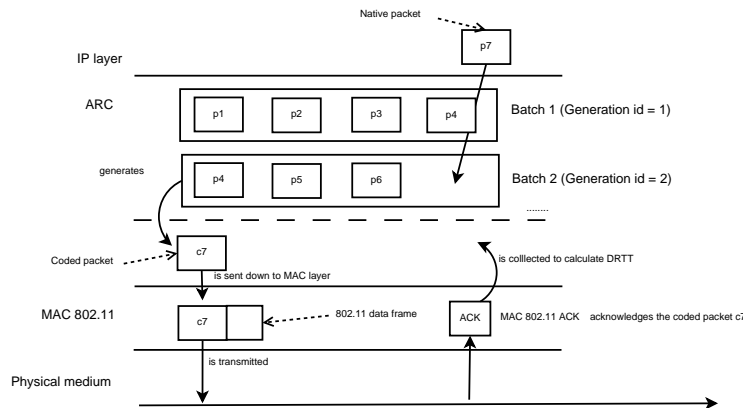 Native packet
p7
IP layer
ARC
p1 p2 p3 p4
Batch 1 (Generation id = 1)
generates
p4 p5 p6
Batch 2 (Generation id = 2)
........
Coded packet
c7
is colllected to calculate DRTT
is sent down to MAC layer
MAC 802.11
c7
802.11 data frame
ACK
MAC 802.11 ACK acknowledges the coded packet c7
is transmitted
Physical medium